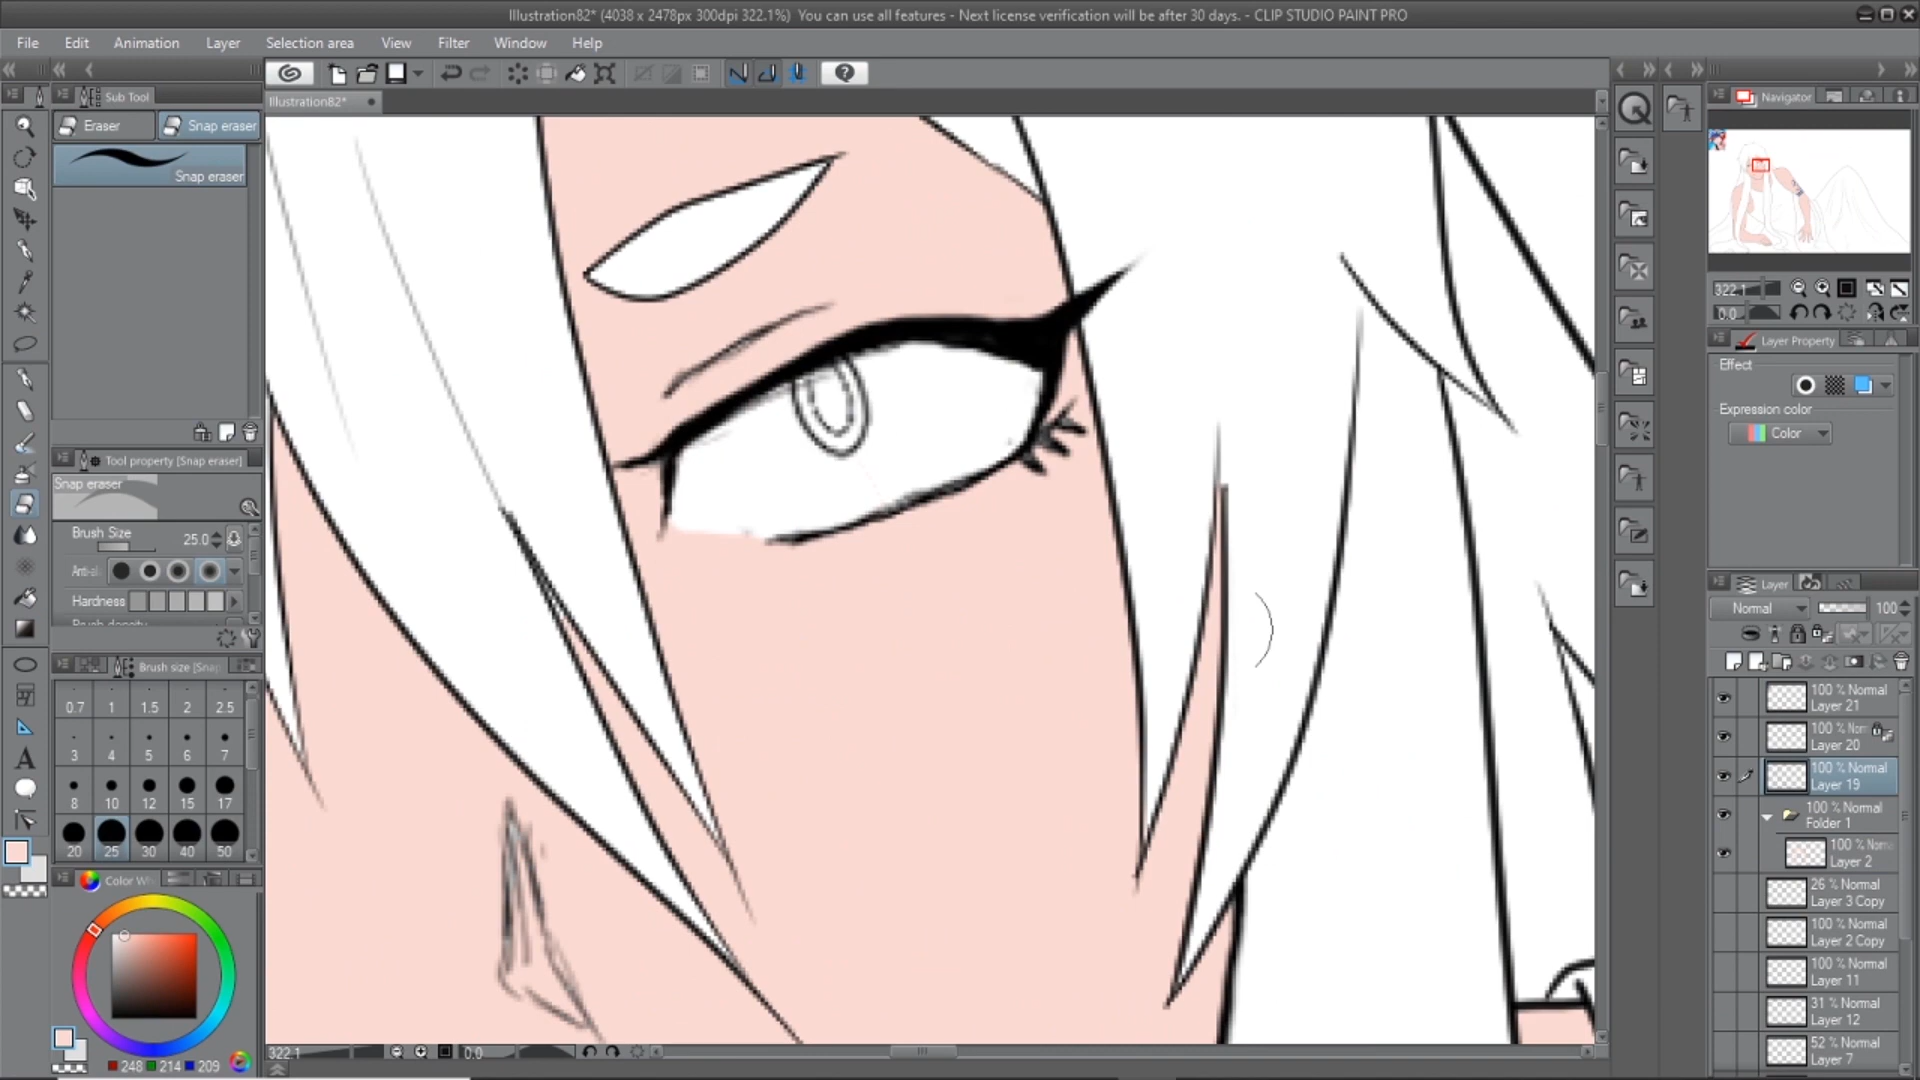 Illustration82* (4038 x 2478px 300dpi 322.1%)  You can use all features - Next license verification will be after 30 days. - CLIP STUDIO PAINT PRO
File Edit Animation Layer Selection area View Filter Window Help
Sub Tool
Illustration82*
Navigator
Eraser Snap eraser
Snap eraser
322.1
0.0
Layer Property
Effect
Expression color
Color
Tool property [Snap eraser]
Snap eraser
Brush Size 25.0
Anti-al
Hardness
Brush density
Brush size [Snap
0.7 1 1.5 2 2.5
3 4 5 6 7
8 10 12 15 17
20 25 30 40 50
Layer
Normal 100
100 % Normal
Layer 21
100 % Norm
Layer 20
100 % Normal
Layer 19
100 % Normal
Folder 1
100 % Norma
Layer 2
26 % Normal
Layer 3 Copy
100 % Normal
Layer 2 Copy
100 % Normal
Layer 11
31 % Normal
Layer 12
52 % Normal
Layer 7
Color Wh
248 214 209
322.1 0.0